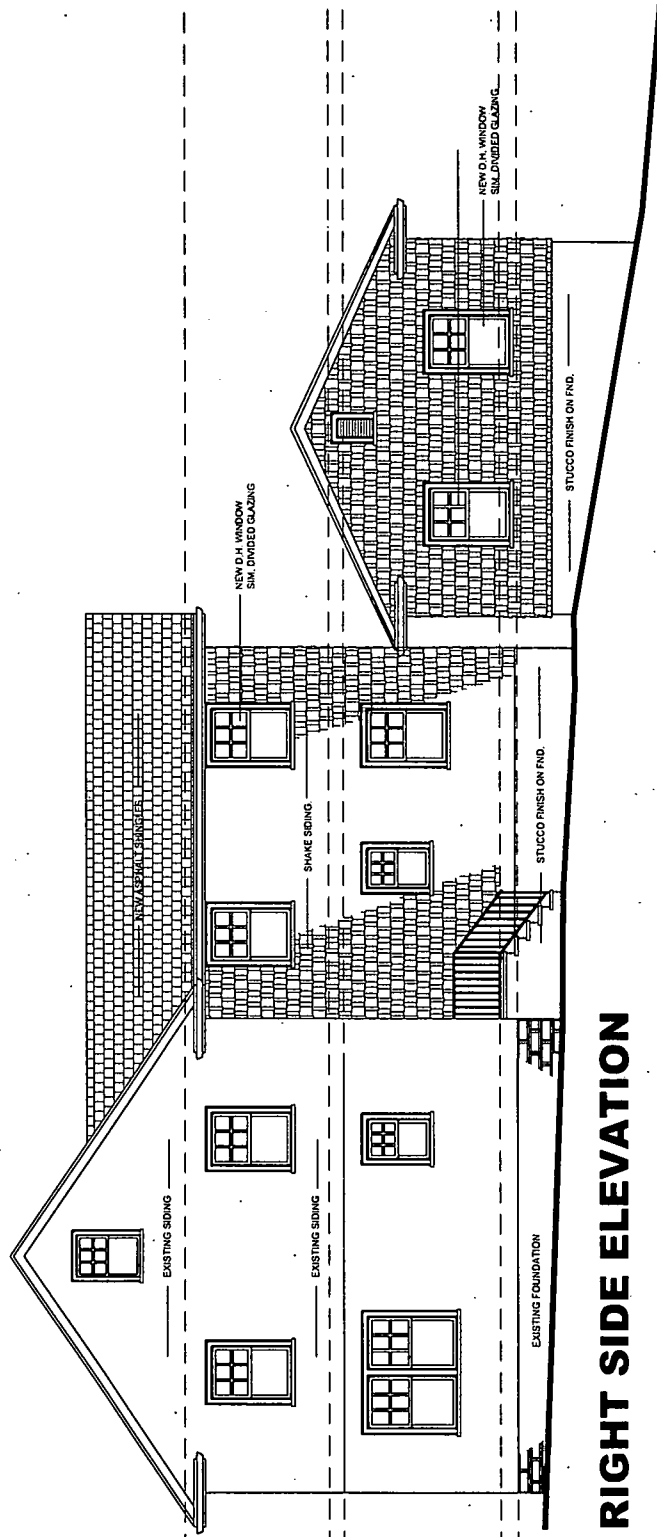 NEW ASPHALT SHINGLES
NEW D.H. WINDOW
SIM. DIVIDED GLAZING
EXISTING SIDING
EXISTING SIDING
SHAKE SIDING
NEW D.H. WINDOW
SIM. DIVIDED GLAZING
EXISTING FOUNDATION
STUCCO FINISH ON FND.
STUCCO FINISH ON FND.
RIGHT SIDE ELEVATION